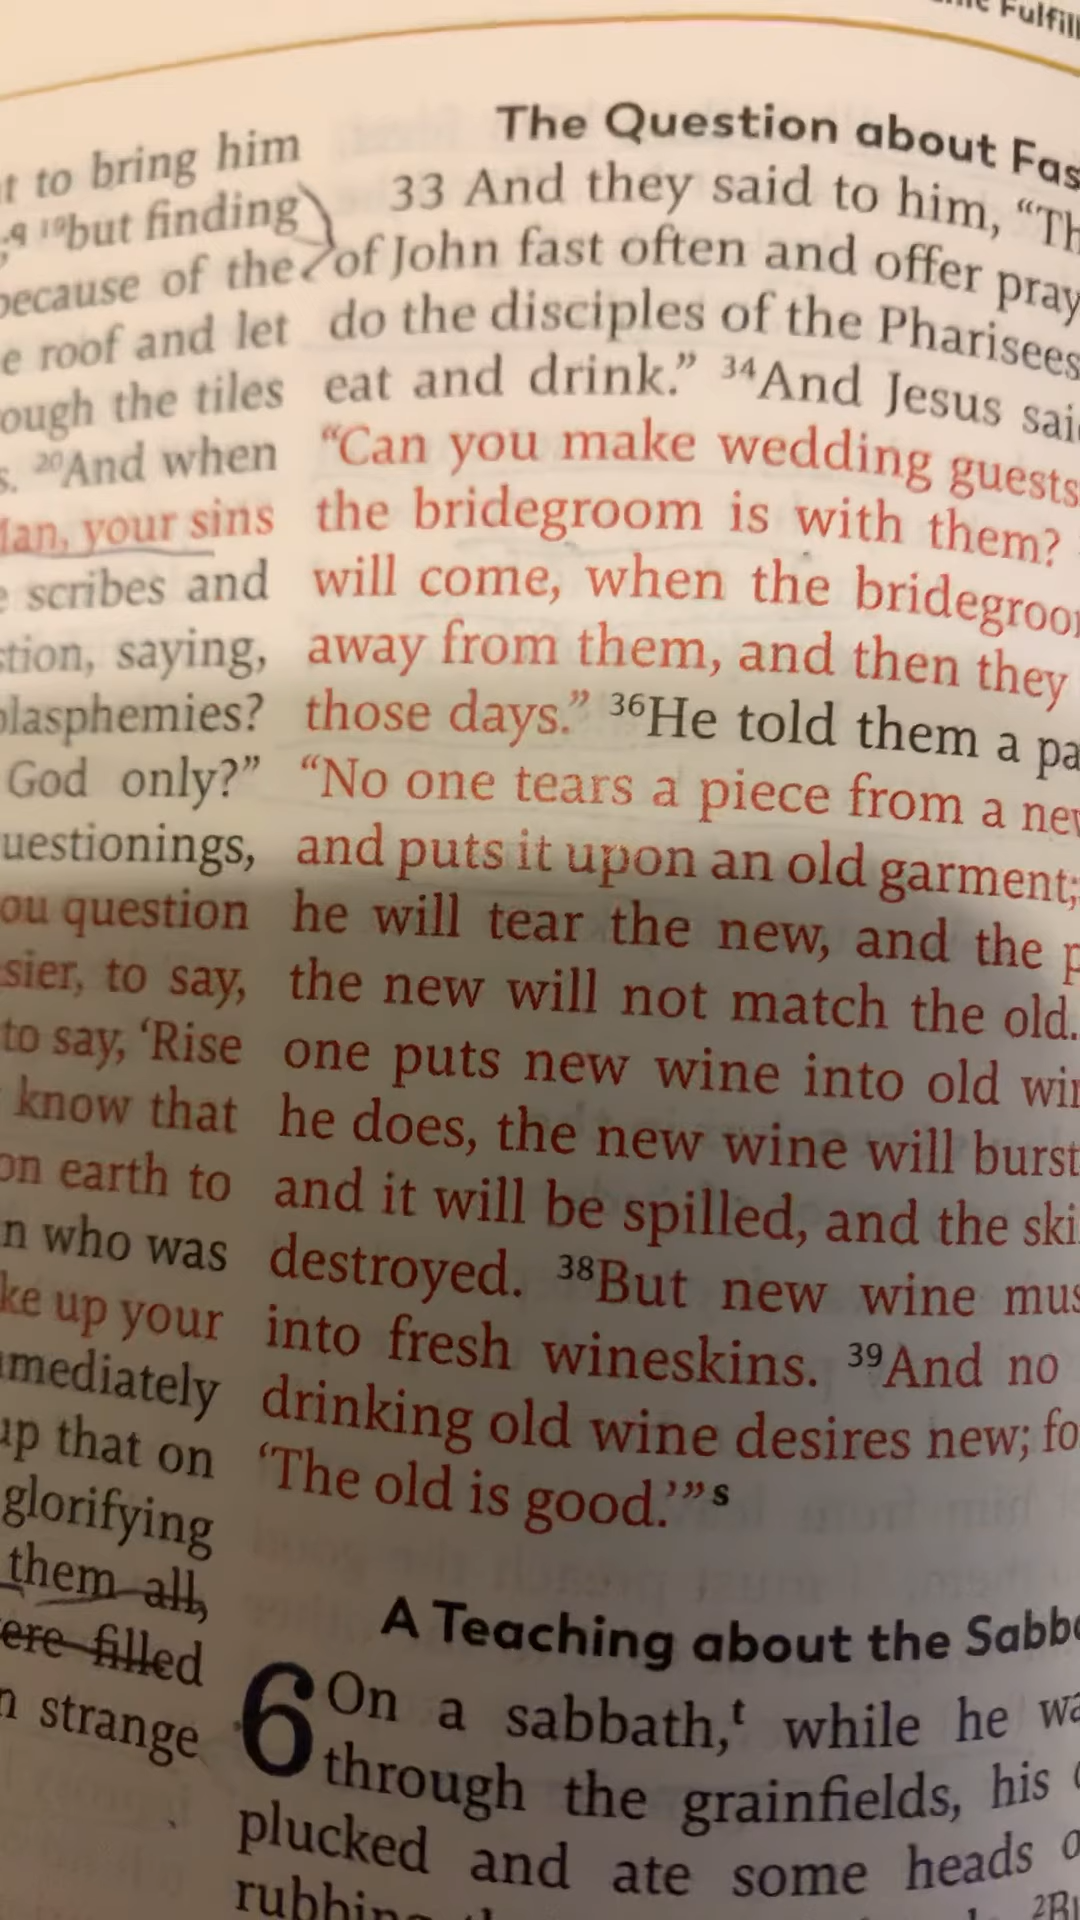 Fulfill
t to bring him
but finding
because of the
e roof and let
ough the tiles
s. 20And when
Man, your sins
e scribes and
stion, saying,
blasphemies?
God only?”
uestionings,
ou question
sier, to say,
to say, ‘Rise
know that
on earth to
n who was
ke up your
mmediately
up that on
glorifying
them all,
ere filled
n strange
The Question about Fas
33 And they said to him, “Th
of John fast often and offer pray
do the disciples of the Pharisees
eat and drink.” 34And Jesus sai
“Can you make wedding guests
the bridegroom is with them?
will come, when the bridegroo
away from them, and then they
those days.” 36He told them a pa
“No one tears a piece from a new
and puts it upon an old garment;
he will tear the new, and the p
the new will not match the old.
one puts new wine into old win
he does, the new wine will burst
and it will be spilled, and the ski
destroyed. 38But new wine mus
into fresh wineskins. 39And no
drinking old wine desires new; fo
‘The old is good.’”s
A Teaching about the Sabb
6 On a sabbath,t while he wa
through the grainfields, his
plucked and ate some heads o